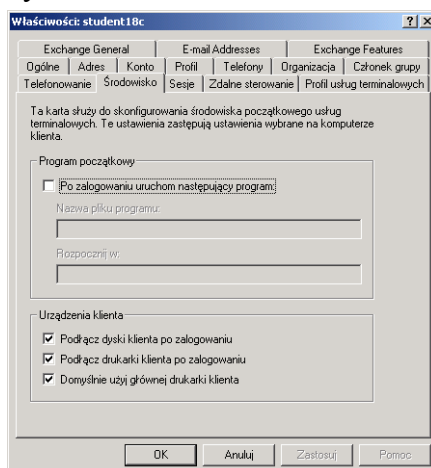 Właściwości: student18c
Exchange General E-mail Addresses Exchange Features
Ogólne Adres Konto Profil Telefony Organizacja Członek grupy
Telefonowanie Środowisko Sesje Zdalne sterowanie Profil usług terminalowych
Ta karta służy do skonfigurowania środowiska początkowego usług
terminalowych. Te ustawienia zastępują ustawienia wybrane na komputerze
klienta.
Program początkowy
Po zalogowaniu uruchom następujący program:
Nazwa pliku programu:
Rozpocznij w:
Urządzenia klienta
Podłącz dyski klienta po zalogowaniu
Podłącz drukarki klienta po zalogowaniu
Domyślnie użyj głównej drukarki klienta
OK Anuluj Zastosuj Pomoc